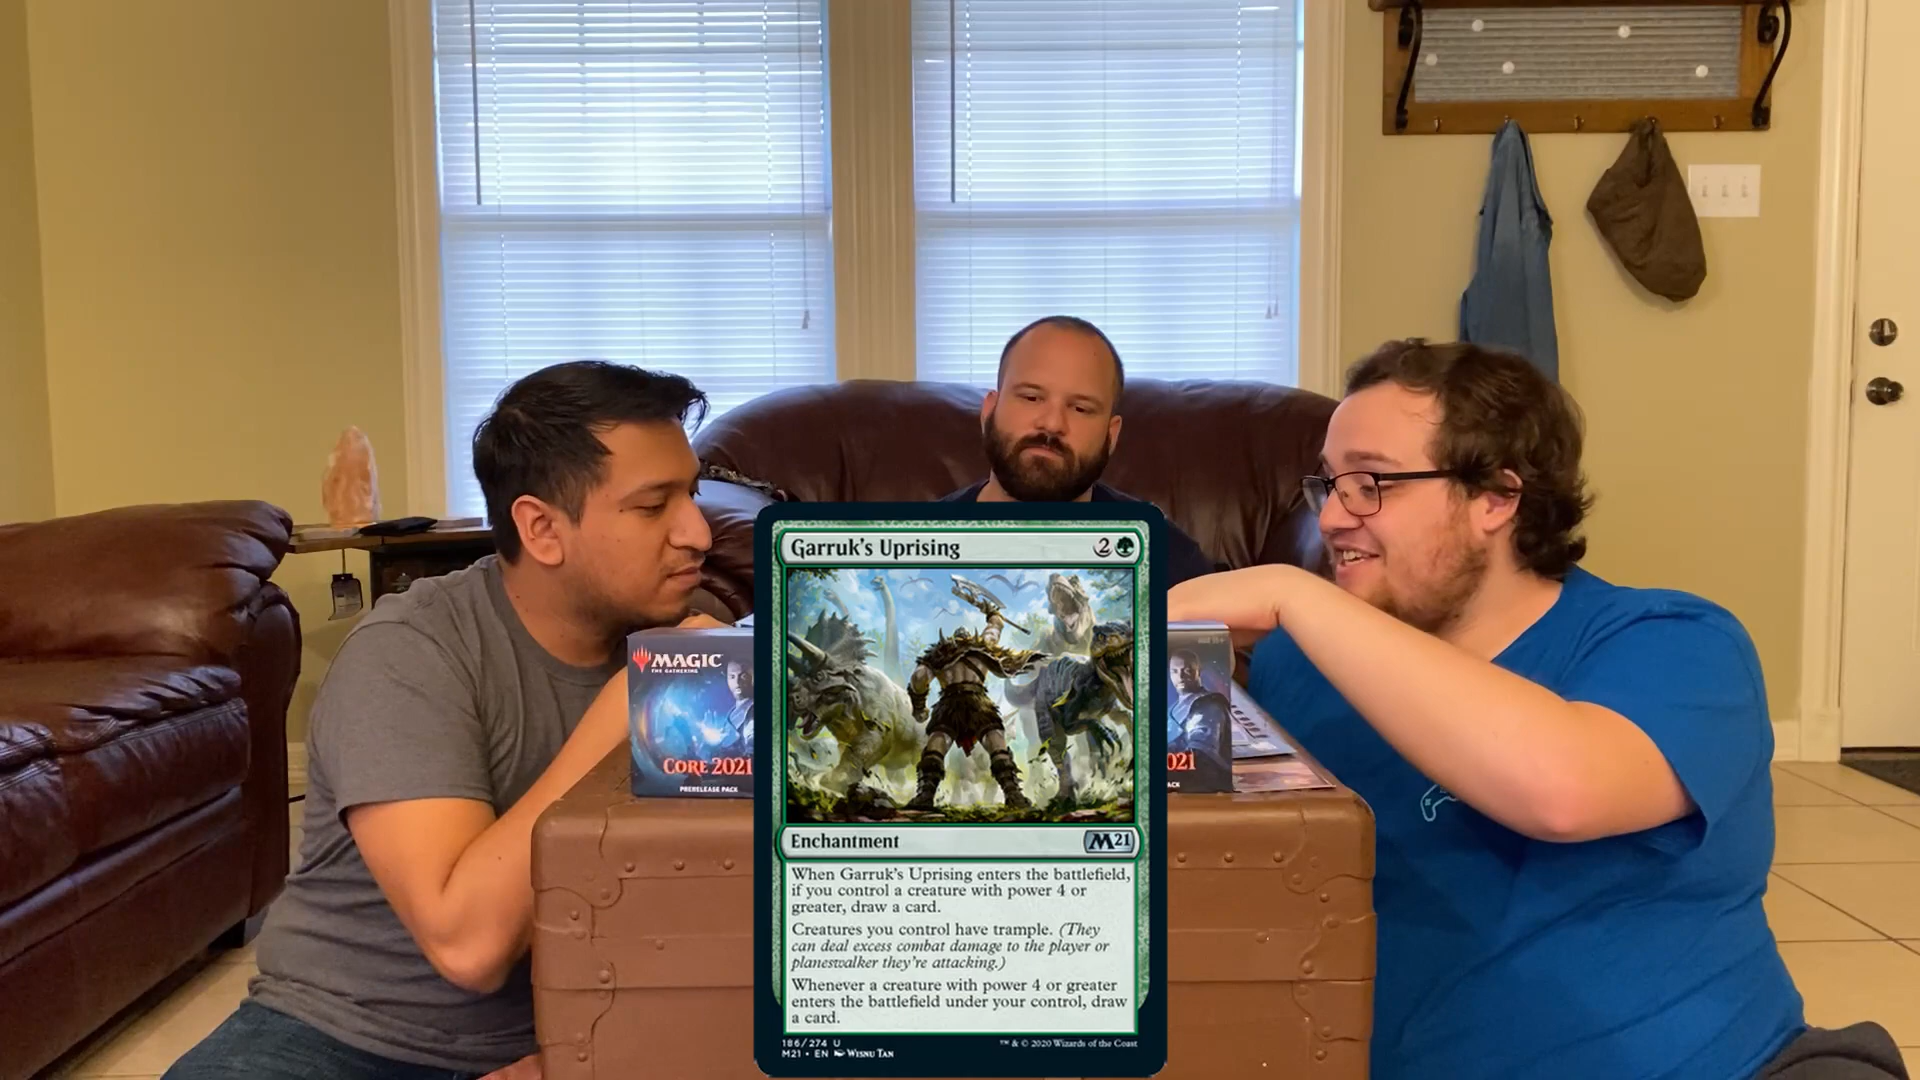 Garruk's Uprising 2
MAGIC
THE GATHERING
CORE 2021
PRERELEASE PACK
021
ACK
Enchantment M21
When Garruk's Uprising enters the battlefield,
if you control a creature with power 4 or
greater, draw a card.
Creatures you control have trample. (They
can deal excess combat damage to the player or
planeswalker they're attacking.)
Whenever a creature with power 4 or greater
enters the battlefield under your control, draw
a card.
186/274 U
M21 • EN Wisnu Tan
™ & © 2020 Wizards of the Coast